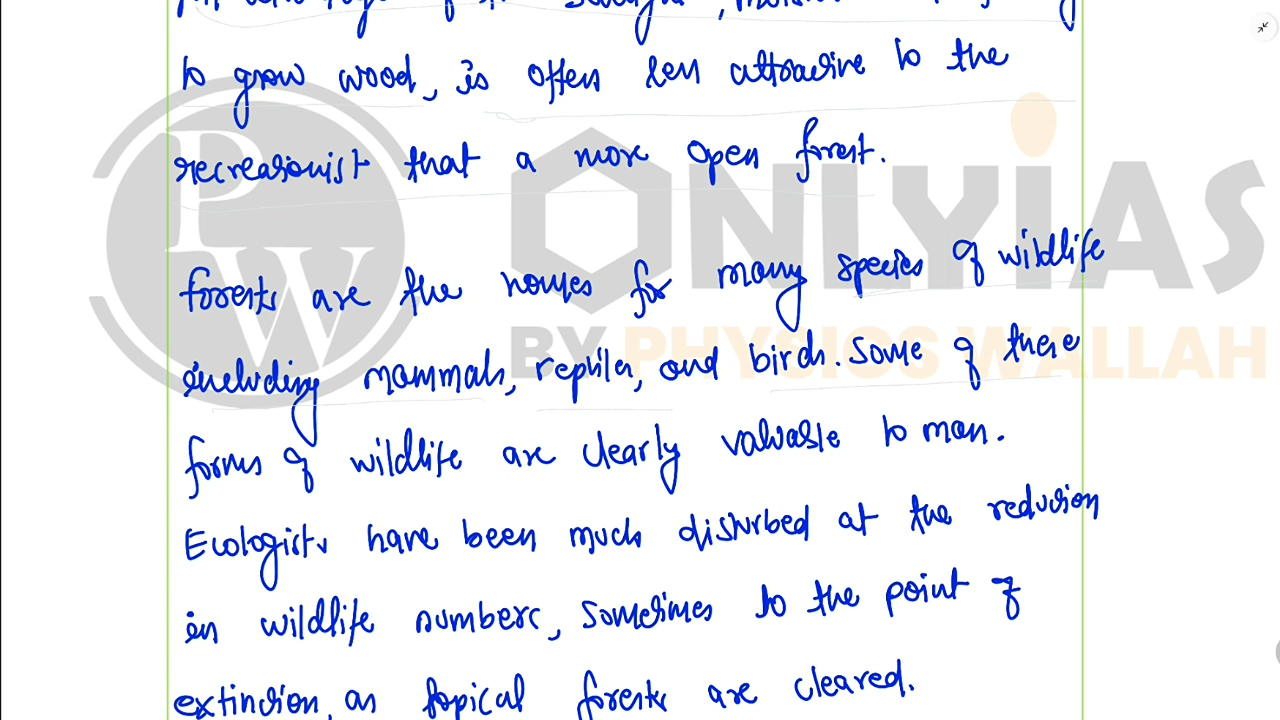 to grow wood, is often less attractive to the
recreasionist that a more open forest.
forests are the homes for many species of wildlife
including mammals, reptiles, and birds. Some of these
forms of wildlife are clearly valuable to man.
Ecologists have been much disturbed at the reduction
in wildlife numbers, sometimes to the point of
extinction, as topical forests are cleared.
PW
ONLYiAS
BY PHYSICS WALLAH